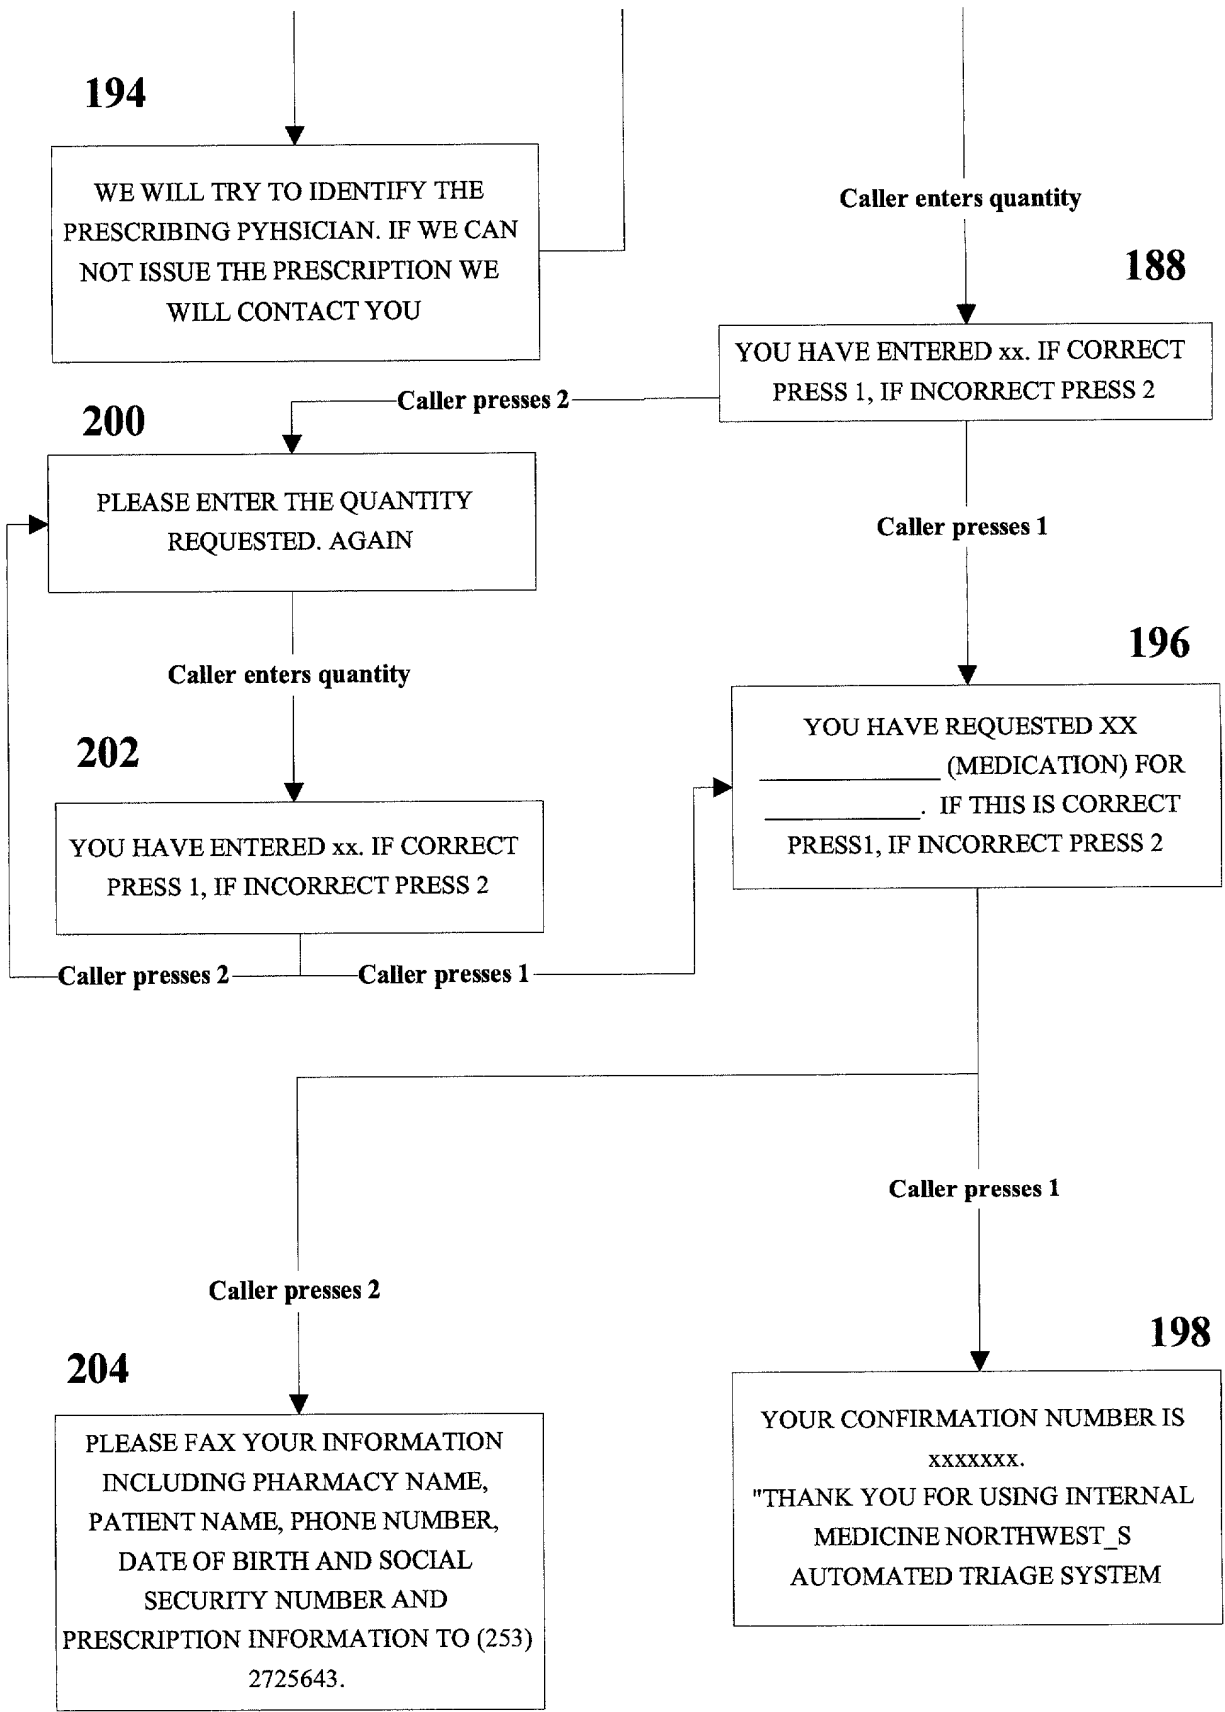 194
WE WILL TRY TO IDENTIFY THE
PRESCRIBING PYHSICIAN. IF WE CAN
NOT ISSUE THE PRESCRIPTION WE
WILL CONTACT YOU
Caller enters quantity
188
YOU HAVE ENTERED xx. IF CORRECT
PRESS 1, IF INCORRECT PRESS 2
Caller presses 2
200
PLEASE ENTER THE QUANTITY
REQUESTED. AGAIN
Caller presses 1
Caller enters quantity
196
YOU HAVE REQUESTED XX
____________ (MEDICATION) FOR
__________. IF THIS IS CORRECT
PRESS1, IF INCORRECT PRESS 2
202
YOU HAVE ENTERED xx. IF CORRECT
PRESS 1, IF INCORRECT PRESS 2
Caller presses 2
Caller presses 1
Caller presses 1
Caller presses 2
198
YOUR CONFIRMATION NUMBER IS
xxxxxxx.
"THANK YOU FOR USING INTERNAL
MEDICINE NORTHWEST_S
AUTOMATED TRIAGE SYSTEM
204
PLEASE FAX YOUR INFORMATION
INCLUDING PHARMACY NAME,
PATIENT NAME, PHONE NUMBER,
DATE OF BIRTH AND SOCIAL
SECURITY NUMBER AND
PRESCRIPTION INFORMATION TO (253)
2725643.